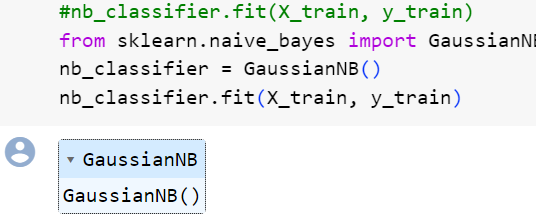 #nb_classifier.fit(X_train, y_train)
from sklearn.naive_bayes import GaussianNB
nb_classifier = GaussianNB()
nb_classifier.fit(X_train, y_train)
GaussianNB
GaussianNB()